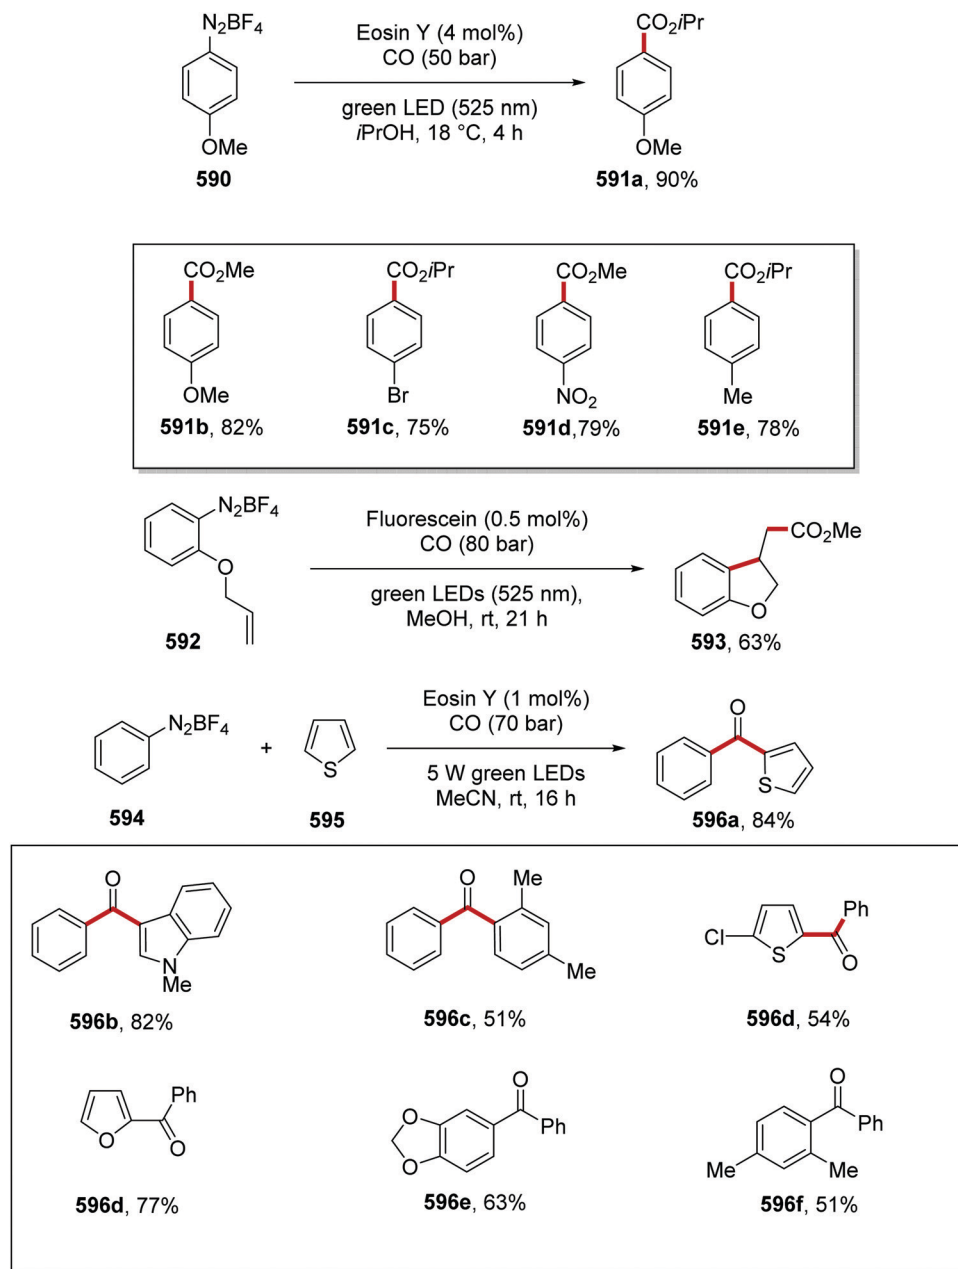 N2BF4
OMe
590
Eosin Y (4 mol%)
CO (50 bar)
green LED (525 nm)
iPrOH, 18 °C, 4 h
CO2iPr
OMe
591a, 90%
CO2Me
OMe
591b, 82%
CO2iPr
Br
591c, 75%
CO2Me
NO2
591d,79%
CO2iPr
Me
591e, 78%
N2BF4
O
592
Fluorescein (0.5 mol%)
CO (80 bar)
green LEDs (525 nm),
MeOH, rt, 21 h
CO2Me
O
593, 63%
N2BF4
594
+
S
595
Eosin Y (1 mol%)
CO (70 bar)
5 W green LEDs
MeCN, rt, 16 h
O
S
596a, 84%
O
N
Me
596b, 82%
O
Me
Me
596c, 51%
Cl
S
Ph
O
596d, 54%
O
Ph
O
596d, 77%
O
O
O
Ph
596e, 63%
O
Ph
Me
Me
596f, 51%